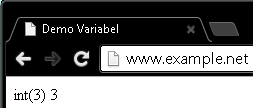 Demo Variabel
www.example.net
int(3) 3